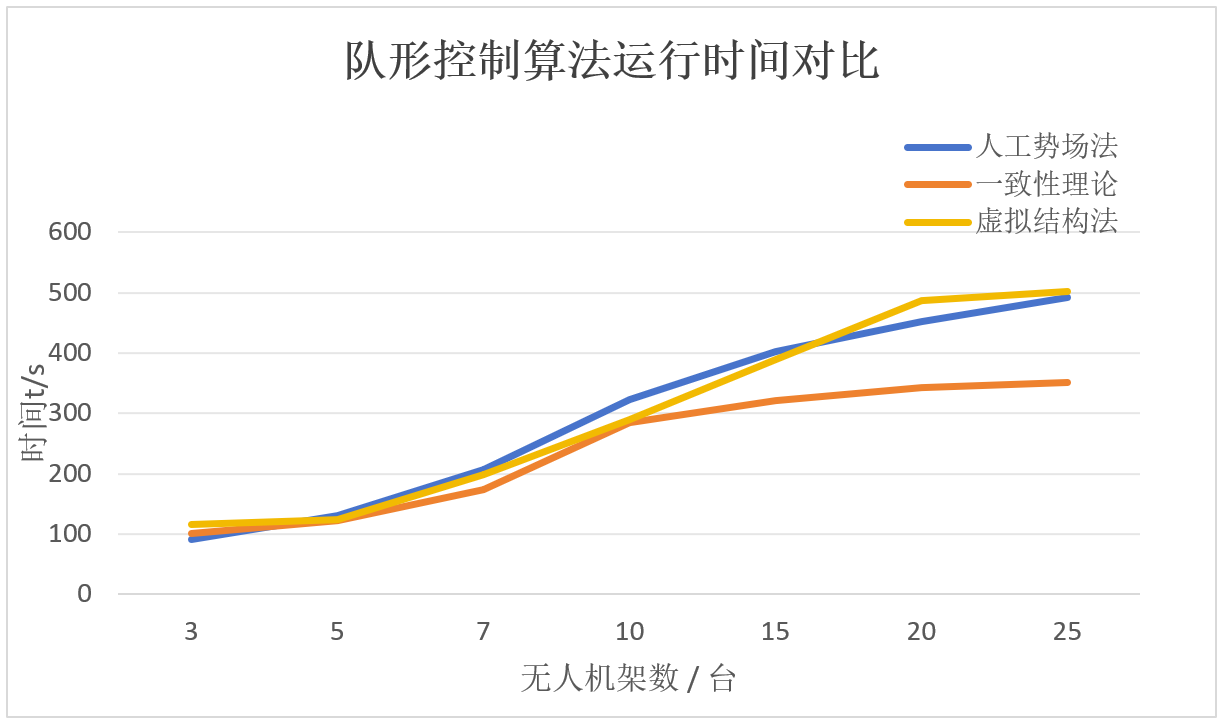 队形控制算法运行时间对比
人工势场法
一致性理论
虚拟结构法
600
500
400
300
200
100
0
时间t/s
3 5 7 10 15 20 25
无人机架数 / 台